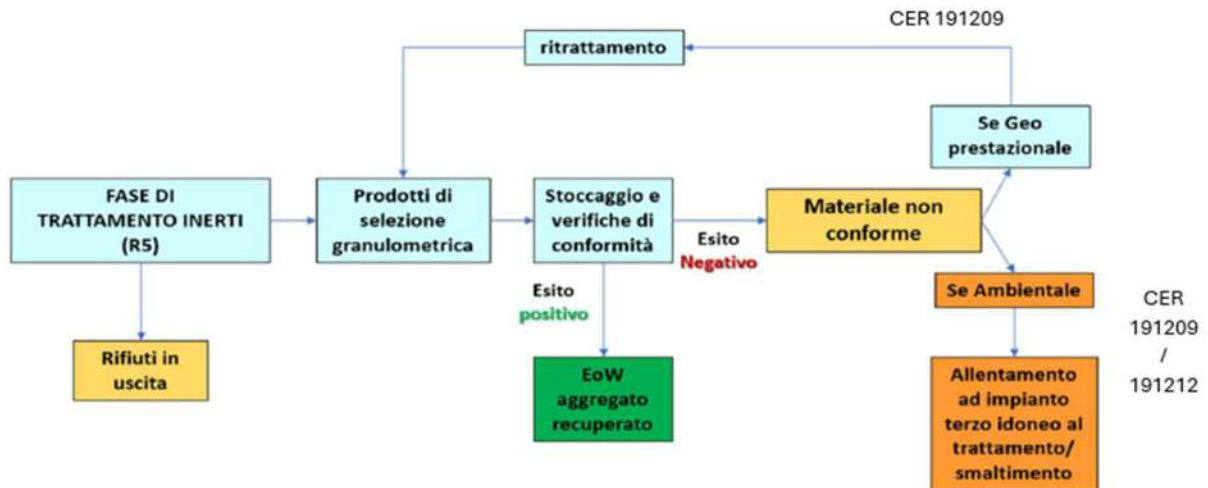 CER 191209
ritrattamento
Se Geo
prestazionale
FASE DI
TRATTAMENTO INERTI
(R5)
Prodotti di
selezione
granulometrica
Stoccaggio e
verifiche di
conformità
Esito
Negativo
Materiale non
conforme
Esito
positivo
Se Ambientale
CER
191209
/
191212
Rifiuti in
uscita
EoW
aggregato
recuperato
Allentamento
ad impianto
terzo idoneo al
trattamento/
smaltimento